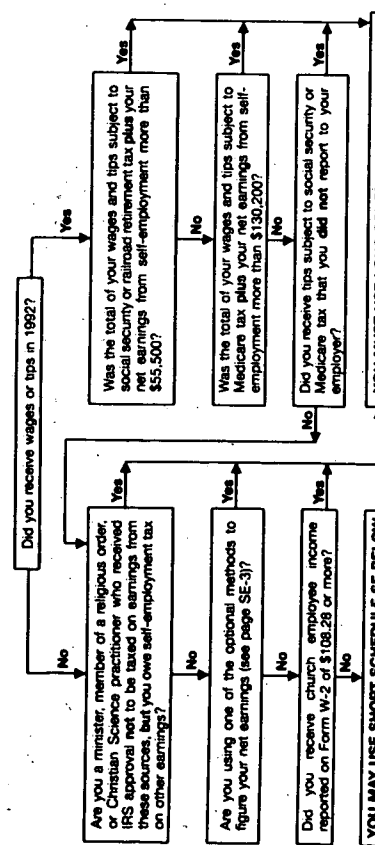 Did you receive wages or tips in 1992?
No
Yes
Are you a minister, member of a religious order,
or Christian Science practitioner who received
IRS approval not to be taxed on earnings from
these sources, but you owe self-employment tax
on other earnings?
Yes
No
Are you using one of the optional methods to
figure your net earnings (see page SE-3)?
Yes
No
Did you receive church employee income
reported on Form W-2 of $108.28 or more?
Yes
No
YOU MAY USE SHORT SCHEDULE SE BELOW
Was the total of your wages and tips subject to
social security or railroad retirement tax plus your
net earnings from self-employment more than
$55,500?
Yes
No
Was the total of your wages and tips subject to
Medicare tax plus your net earnings from self-
employment more than $130,200?
Yes
No
Did you receive tips subject to social security or
Medicare tax that you did not report to your
employer?
Yes
No